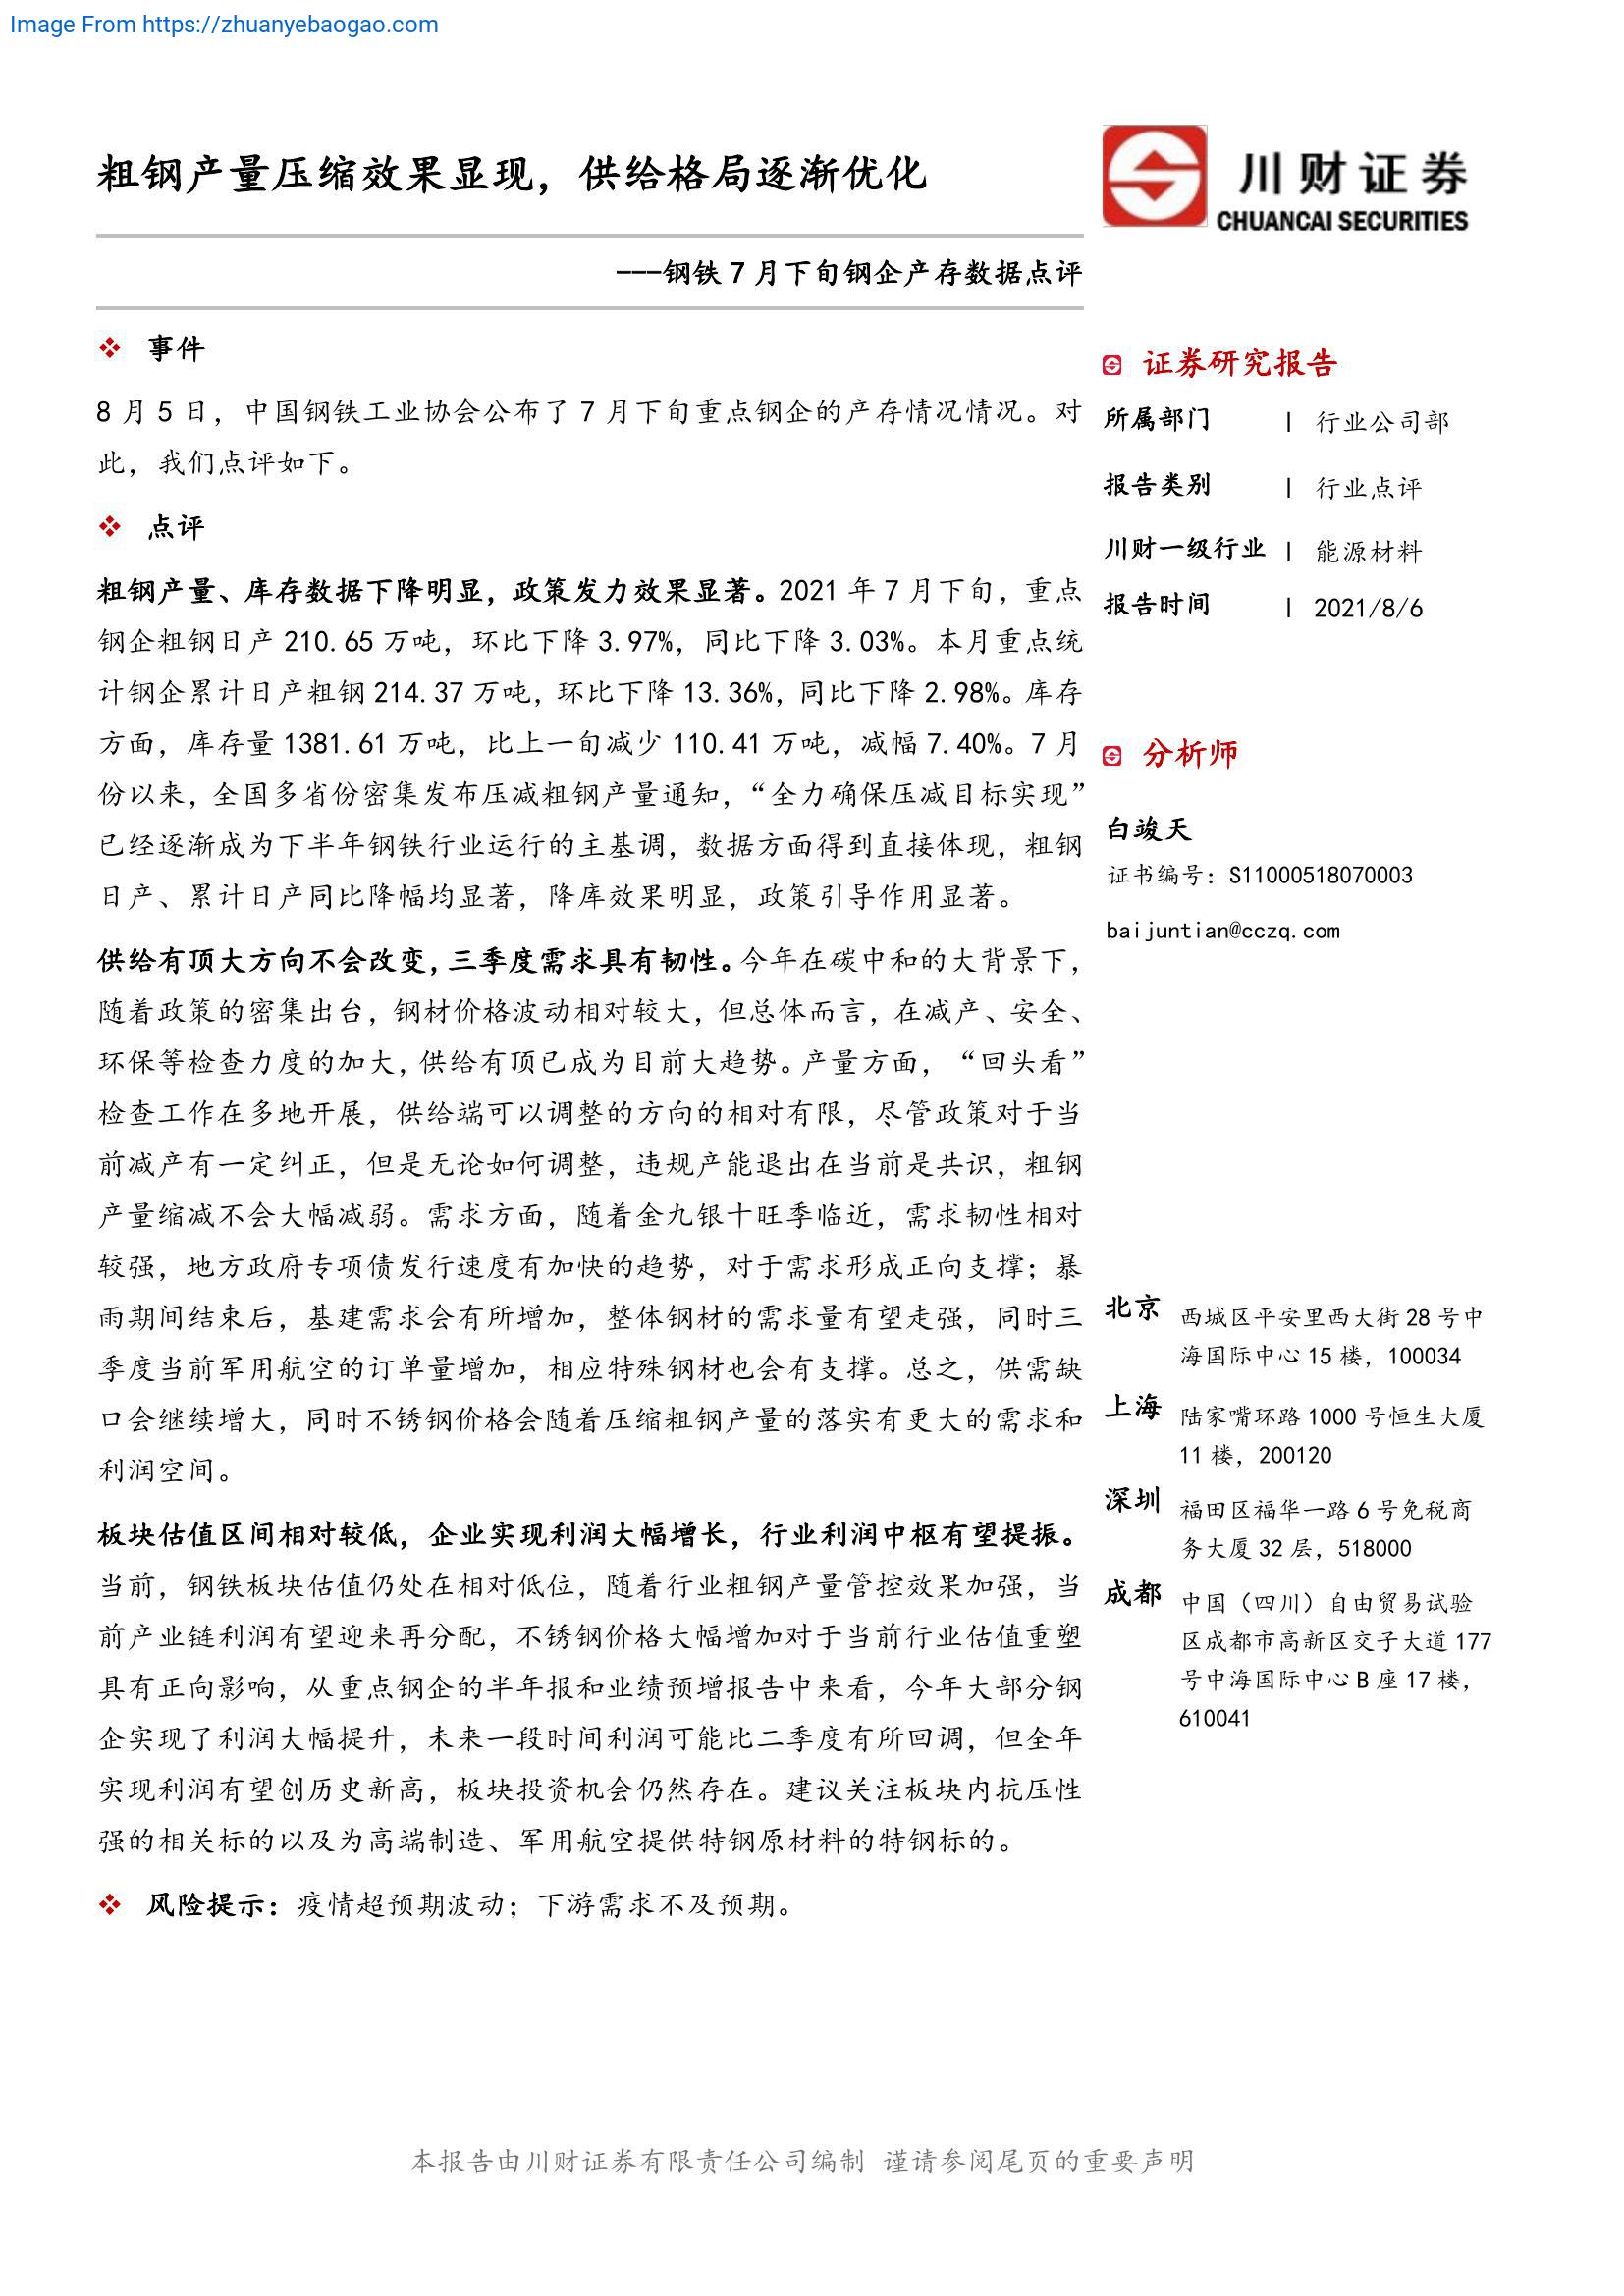 Image From https://zhuanyebaogao.com
粗钢产量压缩效果显现，供给格局逐渐优化
---钢铁 7 月下旬钢企产存数据点评
❖ 事件
8 月 5 日，中国钢铁工业协会公布了 7 月下旬重点钢企的产存情况情况。对
此，我们点评如下。
❖ 点评
粗钢产量、库存数据下降明显，政策发力效果显著。2021 年 7 月下旬，重点
钢企粗钢日产 210.65 万吨，环比下降 3.97%，同比下降 3.03%。本月重点统
计钢企累计日产粗钢 214.37 万吨，环比下降 13.36%，同比下降 2.98%。库存
方面，库存量 1381.61 万吨，比上一旬减少 110.41 万吨，减幅 7.40%。7 月
份以来，全国多省份密集发布压减粗钢产量通知，“全力确保压减目标实现”
已经逐渐成为下半年钢铁行业运行的主基调，数据方面得到直接体现，粗钢
日产、累计日产同比降幅均显著，降库效果明显，政策引导作用显著。
供给有顶大方向不会改变，三季度需求具有韧性。今年在碳中和的大背景下，
随着政策的密集出台，钢材价格波动相对较大，但总体而言，在减产、安全、
环保等检查力度的加大，供给有顶已成为目前大趋势。产量方面，“回头看”
检查工作在多地开展，供给端可以调整的方向的相对有限，尽管政策对于当
前减产有一定纠正，但是无论如何调整，违规产能退出在当前是共识，粗钢
产量缩减不会大幅减弱。需求方面，随着金九银十旺季临近，需求韧性相对
较强，地方政府专项债发行速度有加快的趋势，对于需求形成正向支撑；暴
雨期间结束后，基建需求会有所增加，整体钢材的需求量有望走强，同时三
季度当前军用航空的订单量增加，相应特殊钢材也会有支撑。总之，供需缺
口会继续增大，同时不锈钢价格会随着压缩粗钢产量的落实有更大的需求和
利润空间。
板块估值区间相对较低，企业实现利润大幅增长，行业利润中枢有望提振。
当前，钢铁板块估值仍处在相对低位，随着行业粗钢产量管控效果加强，当
前产业链利润有望迎来再分配，不锈钢价格大幅增加对于当前行业估值重塑
具有正向影响，从重点钢企的半年报和业绩预增报告中来看，今年大部分钢
企实现了利润大幅提升，未来一段时间利润可能比二季度有所回调，但全年
实现利润有望创历史新高，板块投资机会仍然存在。建议关注板块内抗压性
强的相关标的以及为高端制造、军用航空提供特钢原材料的特钢标的。
❖ 风险提示：疫情超预期波动；下游需求不及预期。
川财证券
CHUANCAI SECURITIES
证券研究报告
所属部门 | 行业公司部
报告类别 | 行业点评
川财一级行业 | 能源材料
报告时间 | 2021/8/6
分析师
白竣天
证书编号：S11000518070003
baijuntian@cczq.com
北京 西城区平安里西大街 28 号中
海国际中心 15 楼，100034
上海 陆家嘴环路 1000 号恒生大厦
11 楼，200120
深圳 福田区福华一路 6 号免税商
务大厦 32 层，518000
成都 中国（四川）自由贸易试验
区成都市高新区交子大道 177
号中海国际中心 B 座 17 楼，
610041
本报告由川财证券有限责任公司编制 谨请参阅尾页的重要声明